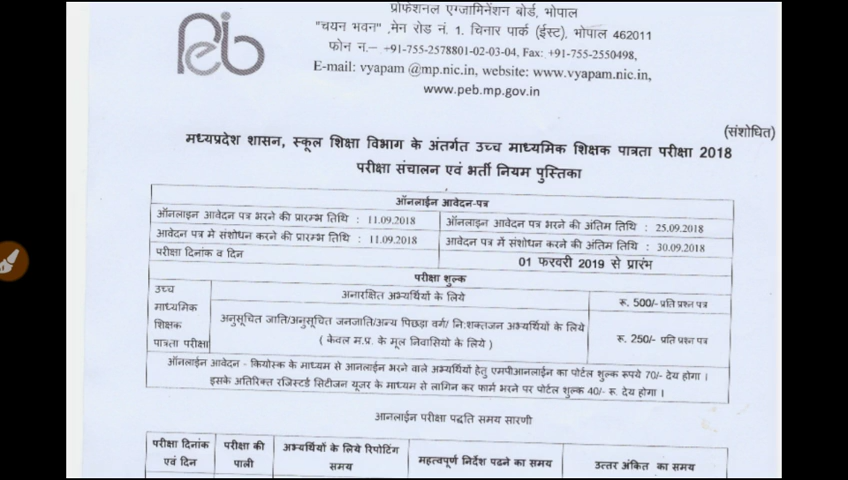 Peb
प्रोफेशनल एग्जामिनेशन बोर्ड, भोपाल
"चयन भवन" ,मेन रोड नं. 1. चिनार पार्क (ईस्ट), भोपाल 462011
फोन न.– +91-755-2578801-02-03-04, Fax: +91-755-2550498,
E-mail: vyapam @mp.nic.in, website: www.vyapam.nic.in,
www.peb.mp.gov.in
(संशोधित)
मध्यप्रदेश शासन, स्कूल शिक्षा विभाग के अंतर्गत उच्च माध्यमिक शिक्षक पात्रता परीक्षा 2018
परीक्षा संचालन एवं भर्ती नियम पुस्तिका
ऑनलाईन आवेदन-पत्र
ऑनलाइन आवेदन पत्र भरने की प्रारम्भ तिथि : 11.09.2018 ऑनलाइन आवेदन पत्र भरने की अंतिम तिथि : 25.09.2018
आवेदन पत्र मे संशोधन करने की प्रारम्भ तिथि : 11.09.2018 आवेदन पत्र में संशोधन करने की अंतिम तिथि : 30.09.2018
परीक्षा दिनांक व दिन 01 फरवरी 2019 से प्रारंभ
परीक्षा शुल्क
उच्च माध्यमिक शिक्षक पात्रता परीक्षा
अनारक्षित अभ्यर्थियों के लिये रू. 500/- प्रति प्रश्न पत्र
अनुसूचित जाति/अनुसूचित जनजाति/अन्य पिछड़ा वर्ग/ नि:शक्तजन अभ्यर्थियों के लिये
( केवल म.प्र. के मूल निवासियो के लिये ) रू. 250/- प्रति प्रश्न पत्र
ऑनलाईन आवेदन - कियोस्क के माध्यम से आनलाईन भरने वाले अभ्यर्थियों हेतु एमपीआनलाईन का पोर्टल शुल्क रूपये 70/- देय होगा ।
इसके अतिरिक्त रजिस्टर्ड सिटीजन यूजर के माध्यम से लागिन कर फार्म भरने पर पोर्टल शुल्क 40/- रू. देय होगा ।
आनलाईन परीक्षा पद्धति समय सारणी
परीक्षा दिनांक एवं दिन परीक्षा की पाली अभ्यर्थियों के लिये रिपोर्टिंग समय महत्वपूर्ण निर्देश पढने का समय उत्तर अंकित का समय